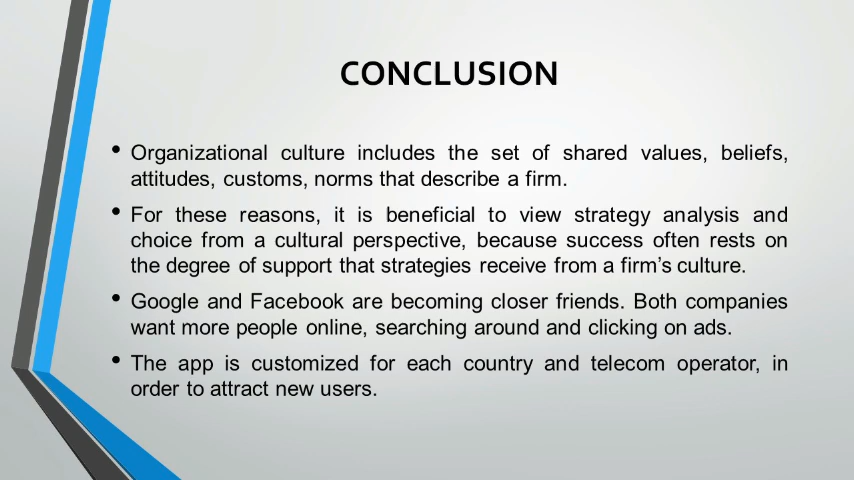 CONCLUSION
• Organizational culture includes the set of shared values, beliefs,
attitudes, customs, norms that describe a firm.
• For these reasons, it is beneficial to view strategy analysis and
choice from a cultural perspective, because success often rests on
the degree of support that strategies receive from a firm’s culture.
• Google and Facebook are becoming closer friends. Both companies
want more people online, searching around and clicking on ads.
• The app is customized for each country and telecom operator, in
order to attract new users.